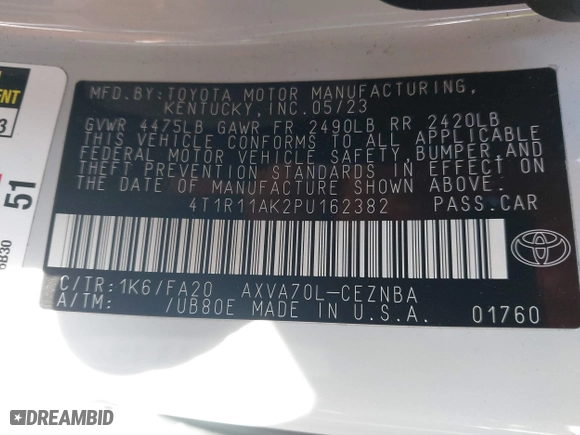 MFD.BY:TOYOTA MOTOR MANUFACTURING,
KENTUCKY,INC.05/23
GVWR 4475LB GAWR FR 2490LB RR 2420LB
THIS VEHICLE CONFORMS TO ALL APPLICABLE
FEDERAL MOTOR VEHICLE SAFETY,BUMPER,AND
THEFT PREVENTION STANDARDS IN EFFECT ON
THE DATE OF MANUFACTURE SHOWN ABOVE.
4T1R11AK2PU162382 PASS.CAR
C/TR:1K6/FA20 AXVA70L-CEZNBA
A/TM: /UB80E MADE IN U.S.A. 01760
51
DREAMBID